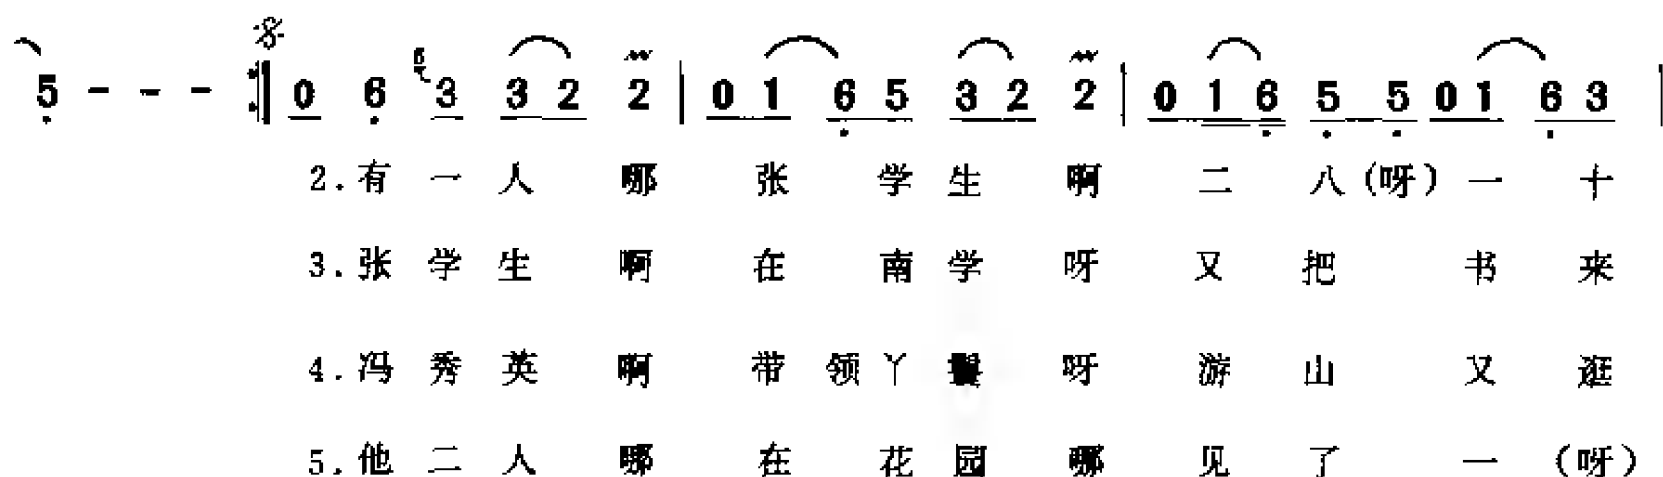 5 - - - 0 6 3 3 2 2 | 0 1 6 5 3 2 2 | 0 1 6 5 5 0 1 6 3 |
2. 有 一 人 哪 张 学 生 啊 二 八 (呀) 一 十
3. 张 学 生 啊 在 南 学 呀 又 把 书 来
4. 冯 秀 英 啊 带 领 丫 鬟 呀 游 山 又 逛
5. 他 二 人 哪 在 花 园 哪 见 了 一 (呀)